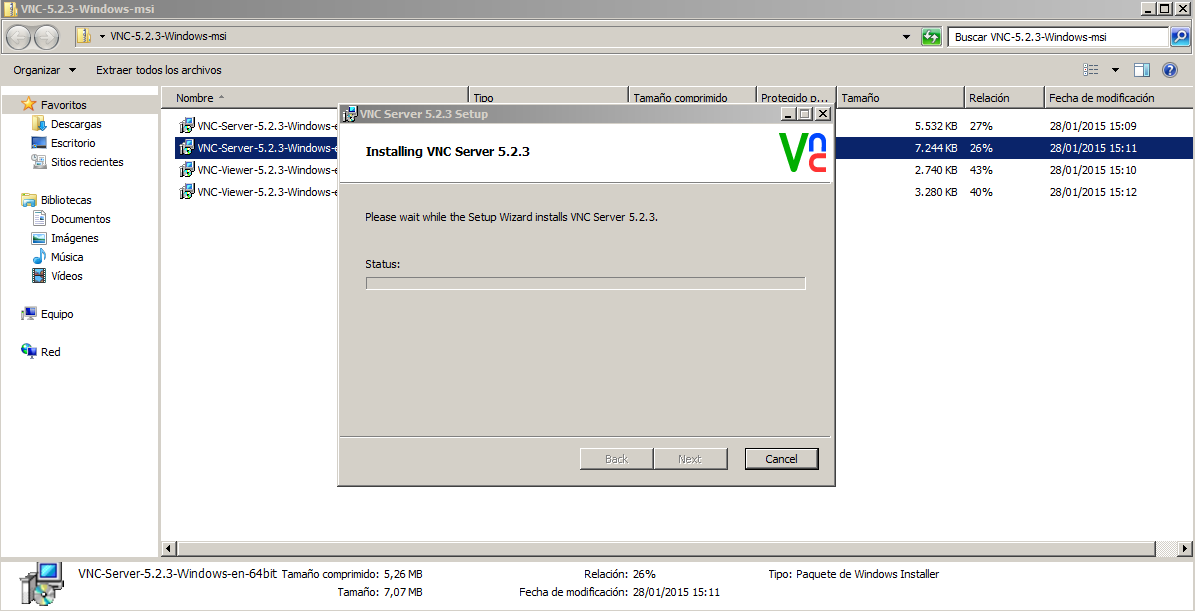 VNC-5.2.3-Windows-msi
VNC-5.2.3-Windows-msi
Buscar VNC-5.2.3-Windows-msi
Organizar Extraer todos los archivos
Nombre Tipo Tamaño comprimido Protegido p... Tamaño Relación Fecha de modificación
Favoritos
Descargas
Escritorio
Sitios recientes
Bibliotecas
Documentos
Imágenes
Música
Vídeos
Equipo
Red
VNC-Server-5.2.3-Windows-e 5.532 KB 27% 28/01/2015 15:09
VNC-Server-5.2.3-Windows-e 7.244 KB 26% 28/01/2015 15:11
VNC-Viewer-5.2.3-Windows-e 2.740 KB 43% 28/01/2015 15:10
VNC-Viewer-5.2.3-Windows-e 3.280 KB 40% 28/01/2015 15:12
VNC Server 5.2.3 Setup
Installing VNC Server 5.2.3
Vnc
Please wait while the Setup Wizard installs VNC Server 5.2.3.
Status:
Back Next Cancel
VNC-Server-5.2.3-Windows-en-64bit Tamaño comprimido: 5,26 MB Relación: 26% Tipo: Paquete de Windows Installer
Tamaño: 7,07 MB Fecha de modificación: 28/01/2015 15:11